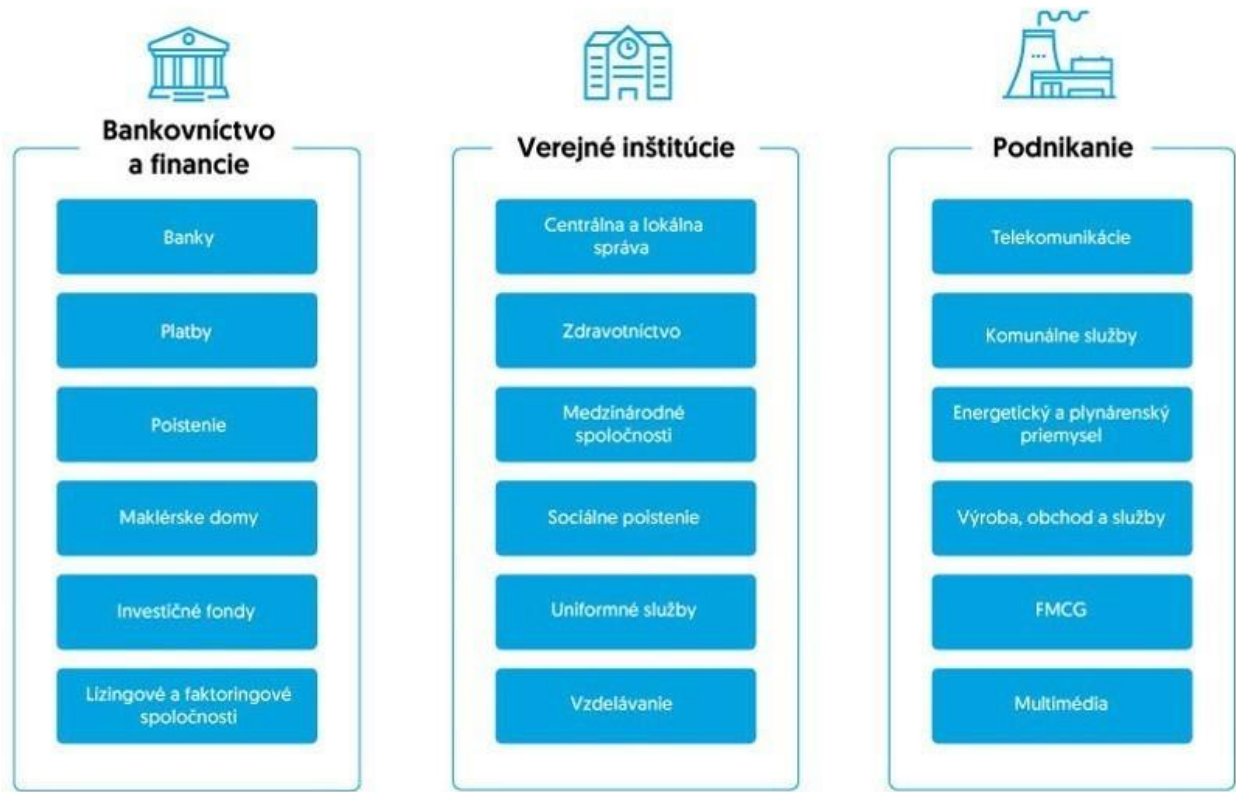 Bankovníctvo
a financie
Banky
Platby
Poistenie
Maklérske domy
Investičné fondy
Lízingové a faktoringové
spoločnosti
Verejné inštitúcie
Centrálna a lokálna
správa
Zdravotníctvo
Medzinárodné
spoločnosti
Sociálne poistenie
Uniformné služby
Vzdelávanie
Podnikanie
Telekomunikácie
Komunálne služby
Energetický a plynárenský
priemysel
Výroba, obchod a služby
FMCG
Multimédia